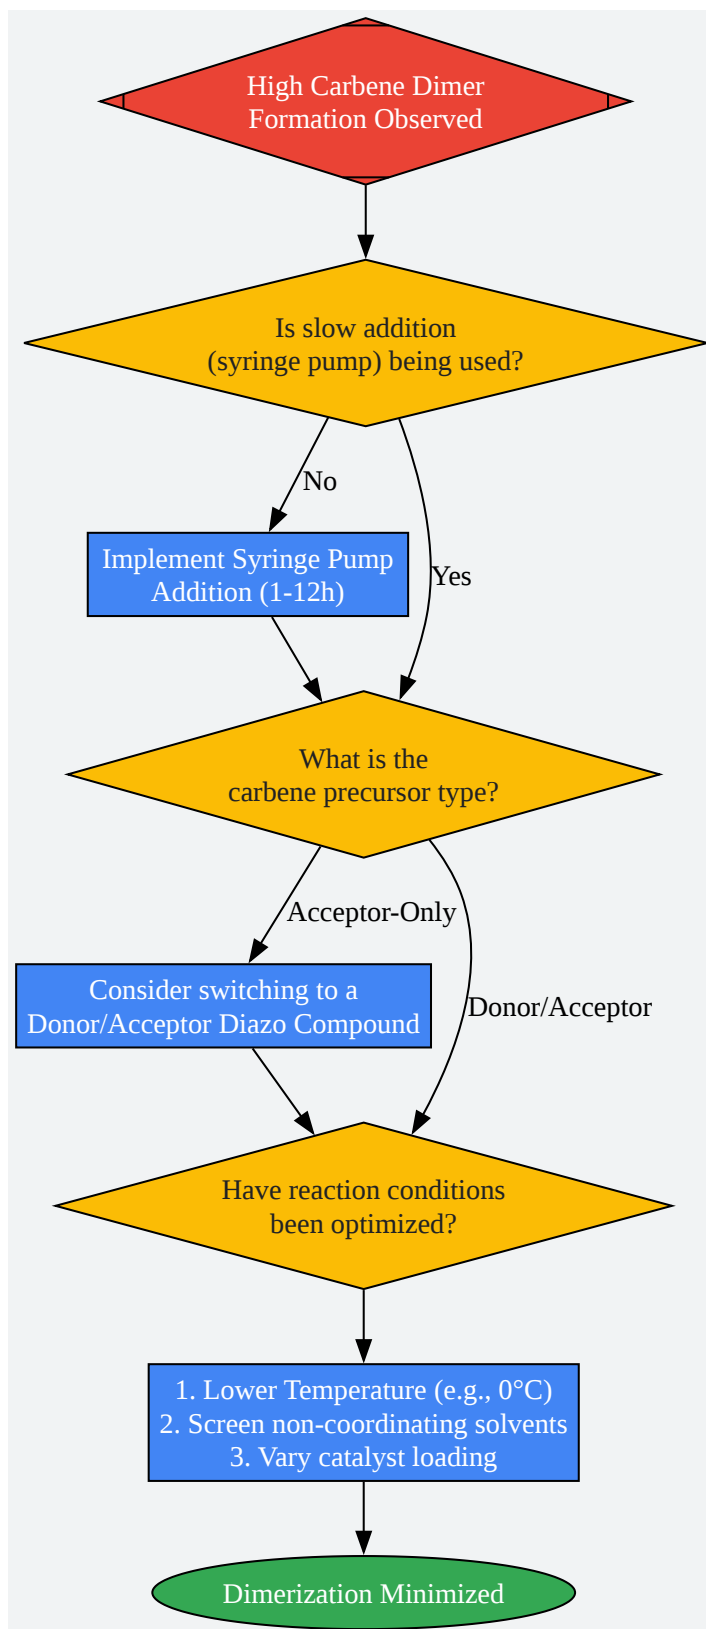 High Carbene Dimer
Formation Observed
Is slow addition
(syringe pump) being used?
No
Implement Syringe Pump
Addition (1-12h)
Yes
What is the
carbene precursor type?
Acceptor-Only
Consider switching to a
Donor/Acceptor Diazo Compound
Donor/Acceptor
Have reaction conditions
been optimized?
1. Lower Temperature (e.g., 0°C)
2. Screen non-coordinating solvents
3. Vary catalyst loading
Dimerization Minimized